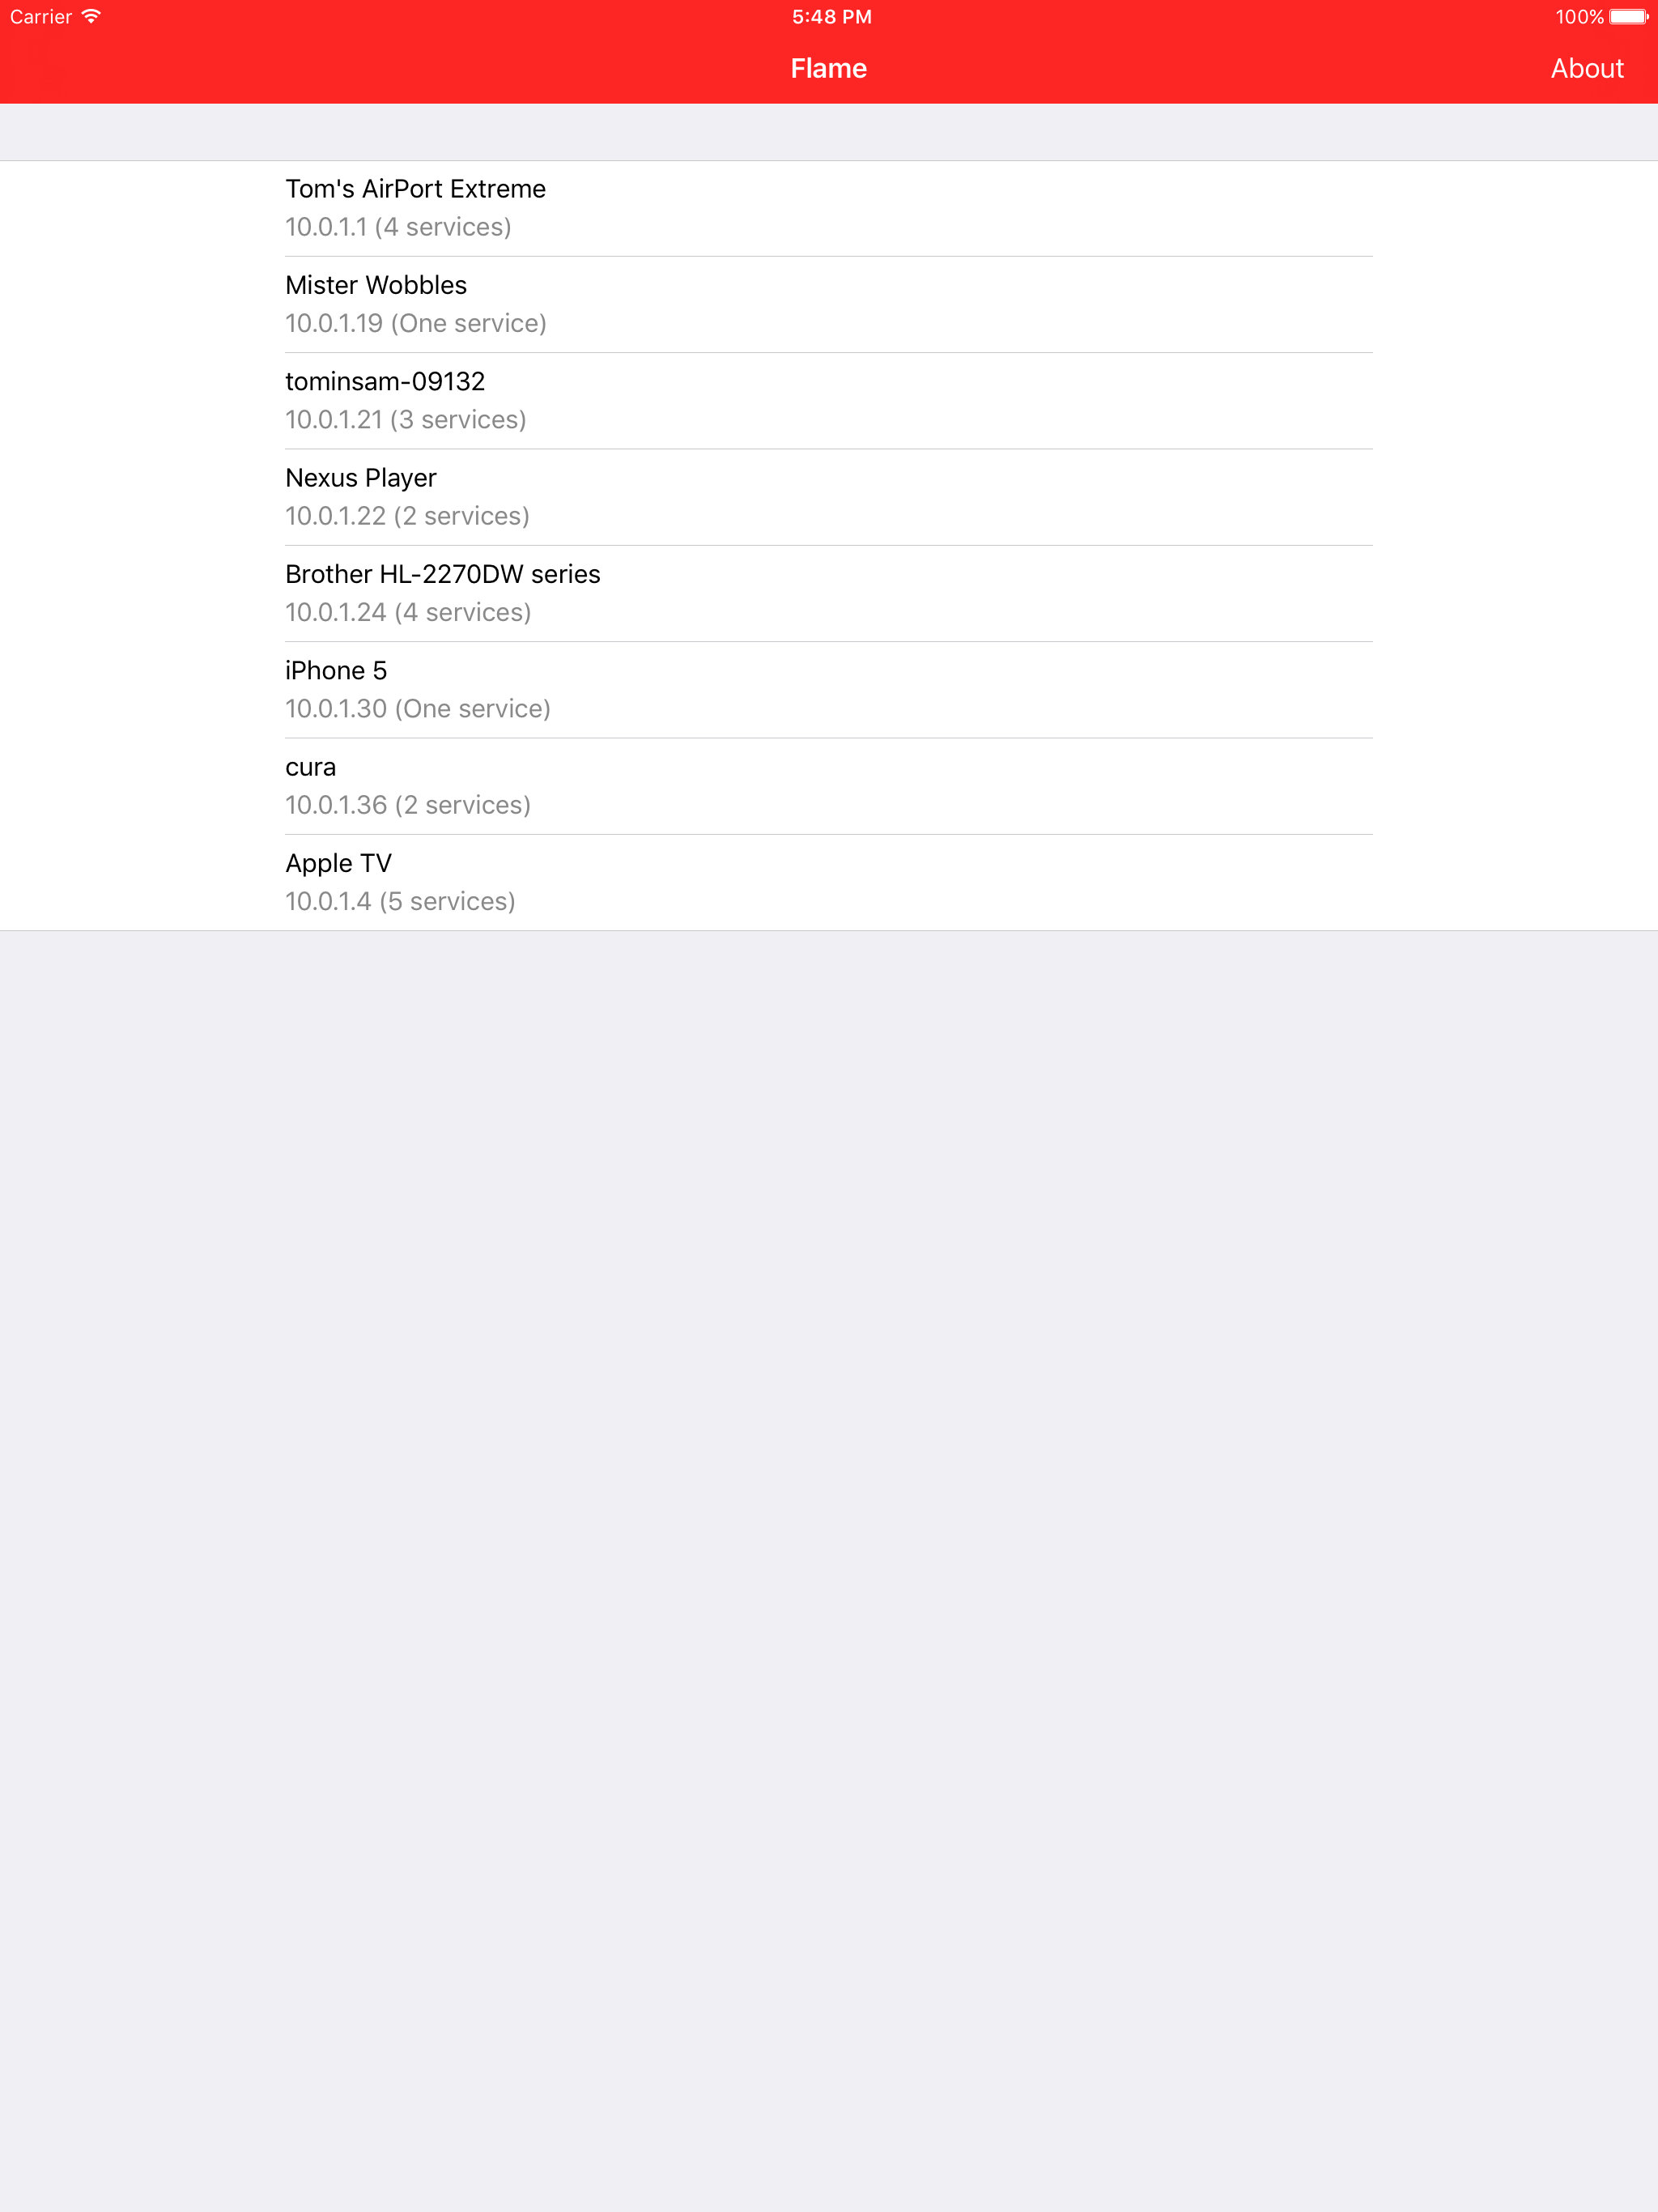 Carrier 5:48 PM 100%
Flame About
Tom's AirPort Extreme
10.0.1.1 (4 services)
Mister Wobbles
10.0.1.19 (One service)
tominsam-09132
10.0.1.21 (3 services)
Nexus Player
10.0.1.22 (2 services)
Brother HL-2270DW series
10.0.1.24 (4 services)
iPhone 5
10.0.1.30 (One service)
cura
10.0.1.36 (2 services)
Apple TV
10.0.1.4 (5 services)